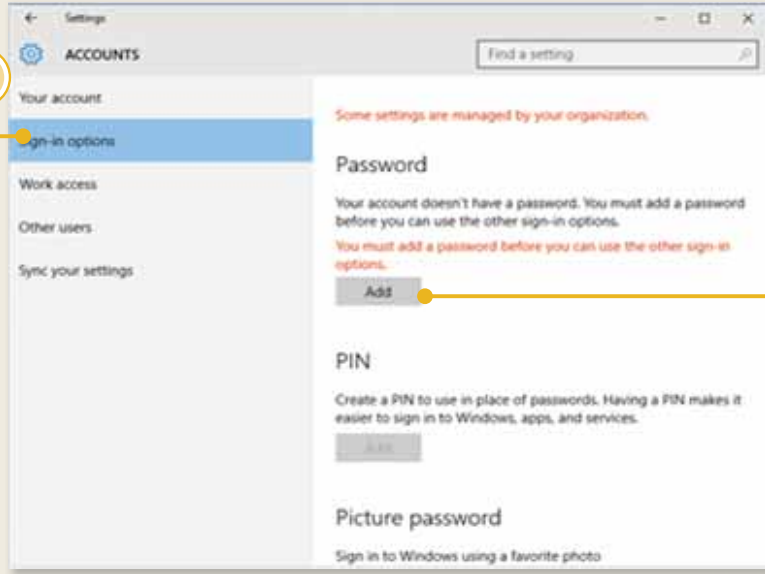 Settings
ACCOUNTS
Find a setting
Your account
Sign-in options
Work access
Other users
Sync your settings
Some settings are managed by your organization.
Password
Your account doesn't have a password. You must add a password
before you can use the other sign-in options.
You must add a password before you can use the other sign-in
options.
Add
PIN
Create a PIN to use in place of passwords. Having a PIN makes it
easier to sign in to Windows, apps, and services.
Add
Picture password
Sign in to Windows using a favorite photo